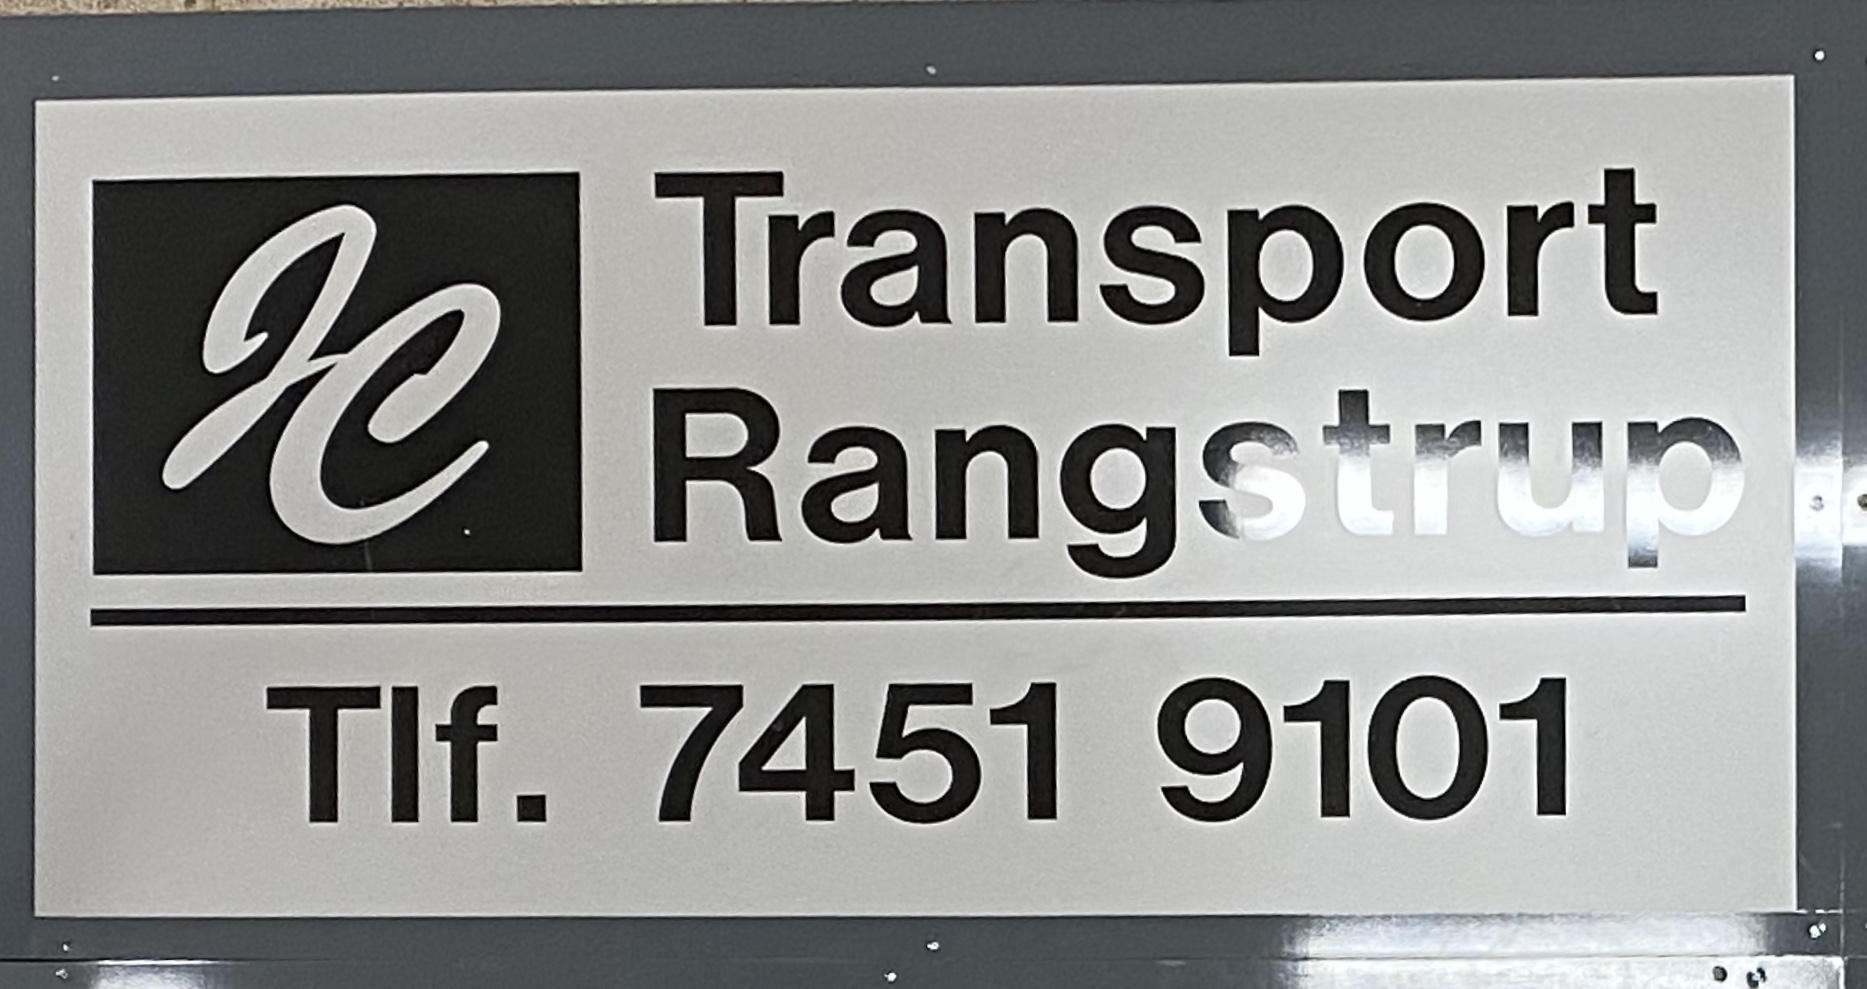 JC
Transport
Rangstrup
Tlf. 7451 9101